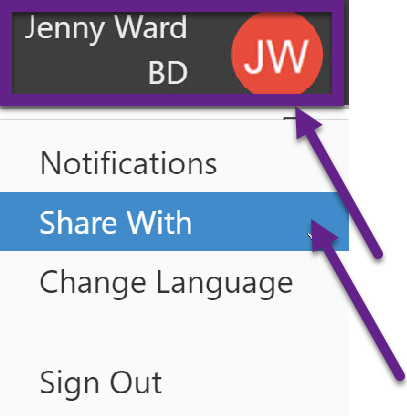 Jenny Ward
BD
JW
Notifications
Share With
Change Language
Sign Out